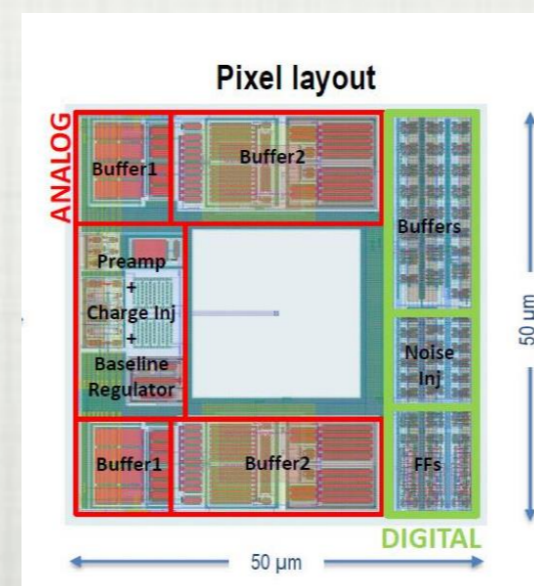 Pixel layout
ANALOG
Buffer1
Buffer2
Buffers
Preamp
+
Charge Inj
+
Baseline
Regulator
Noise
Inj
Buffer1
Buffer2
FFs
50 µm
DIGITAL
50 µm